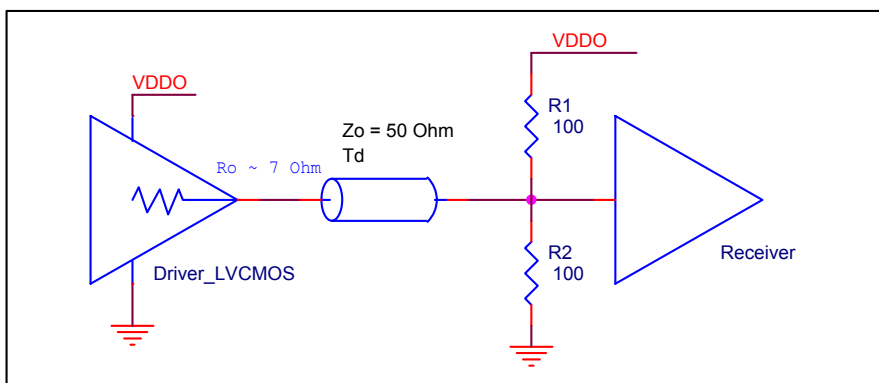 VDDO
VDDO
R1
100
Zo = 50 Ohm
Td
Ro ~ 7 Ohm
Driver_LVCMOS
R2
100
Receiver